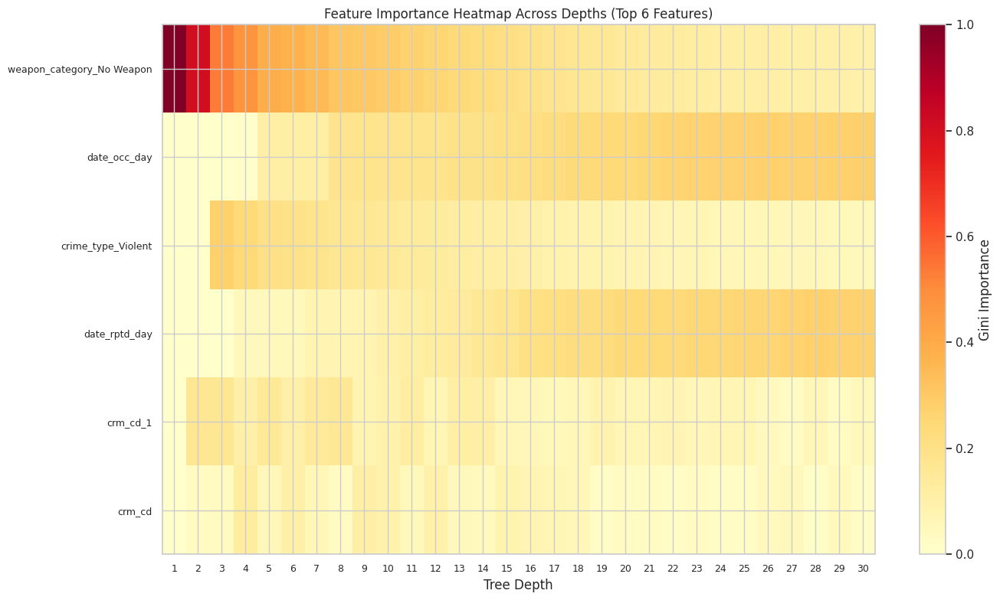 Feature Importance Heatmap Across Depths (Top 6 Features)
weapon_category_No Weapon
date_occ_day
crime_type_Violent
date_rptd_day
crm_cd_1
crm_cd
1 2 3 4 5 6 7 8 9 10 11 12 13 14 15 16 17 18 19 20 21 22 23 24 25 26 27 28 29 30
Tree Depth
1.0
0.8
0.6
0.4
0.2
0.0
Gini Importance